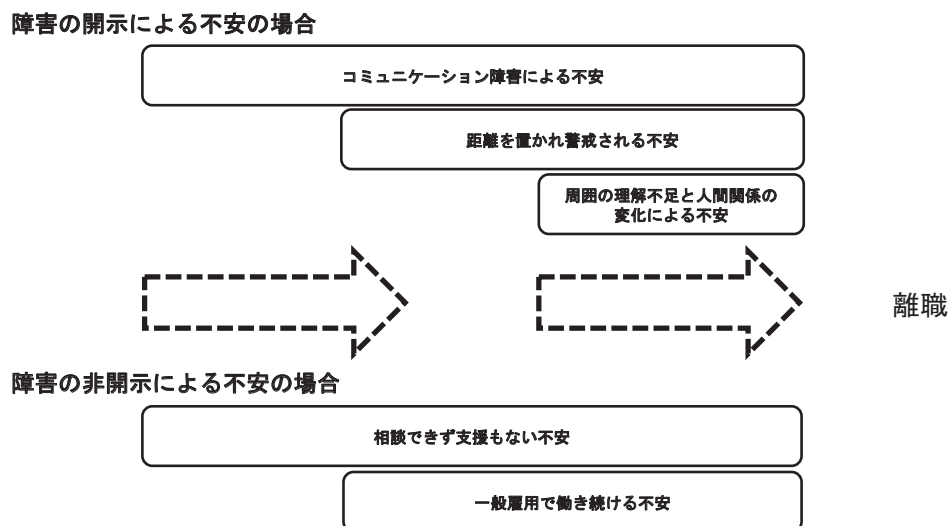 障害の開示による不安の場合
コミュニケーション障害による不安
距離を置かれ警戒される不安
周囲の理解不足と人間関係の
変化による不安
離職
障害の非開示による不安の場合
相談できず支援もない不安
一般雇用で働き続ける不安